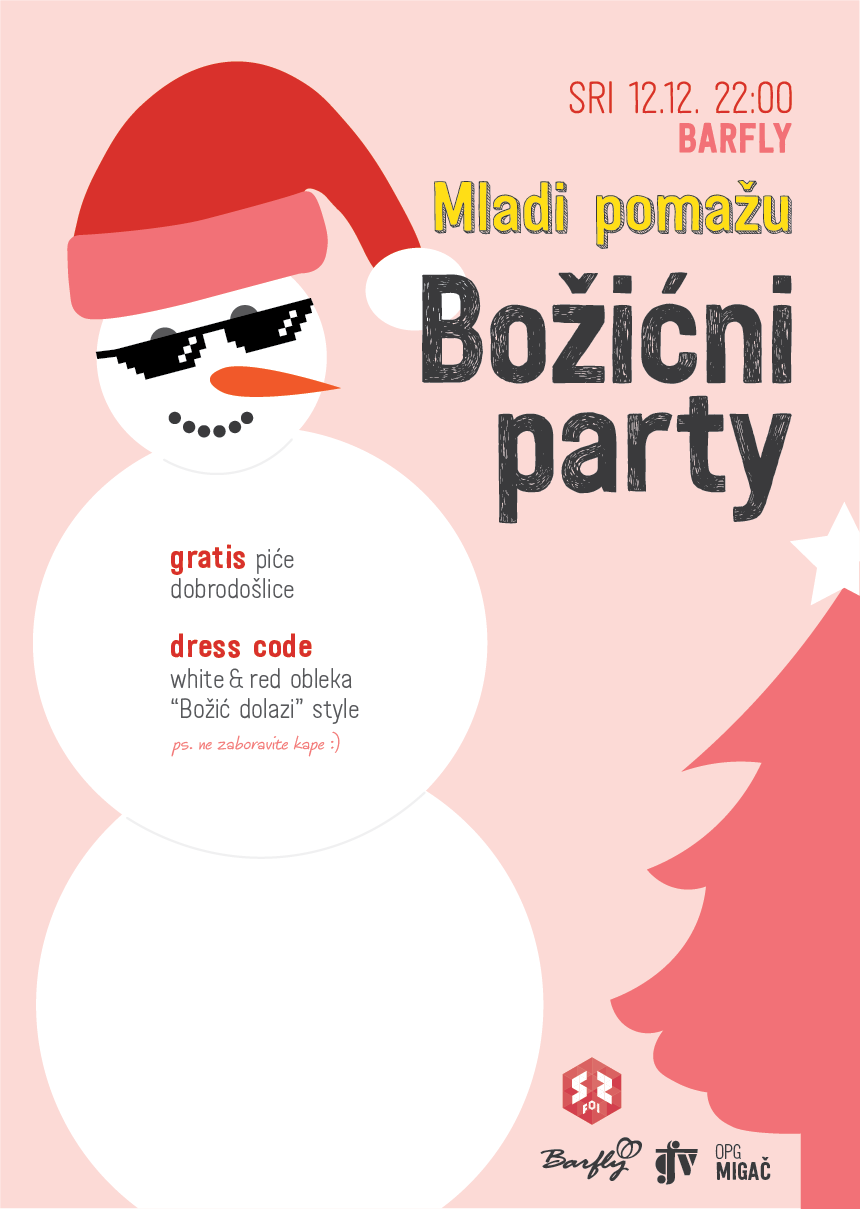 SRI 12.12. 22:00
BARFLY
Mladi pomažu
Božićni
party
gratis piće
dobrodošlice
dress code
white & red obleka
“Božić dolazi” style
ps. ne zaboravite kape :)
SZ
FOI
Barfly
gfv
OPG
MIGAČ